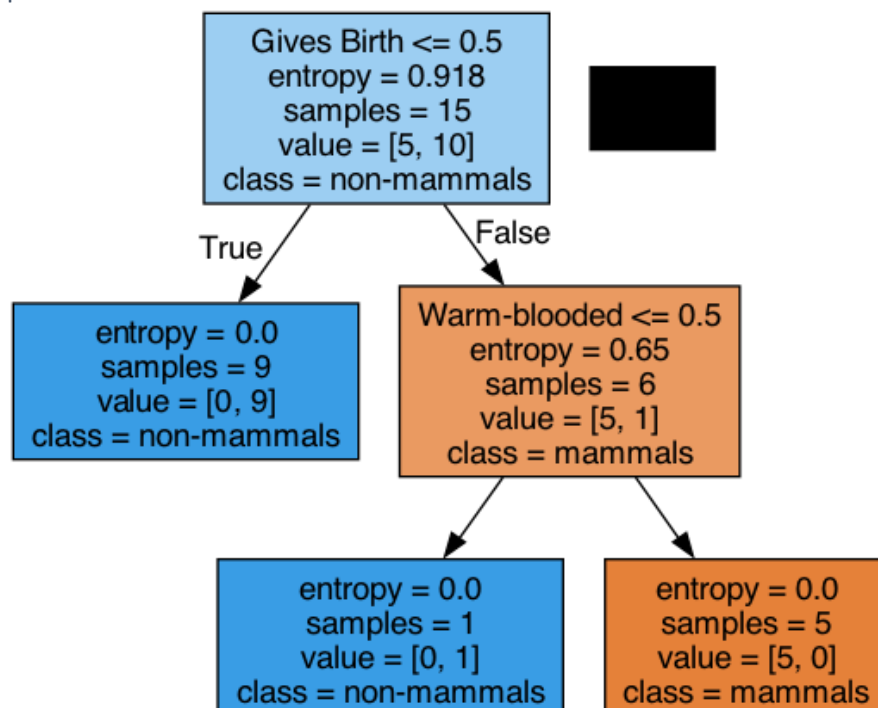 Gives Birth <= 0.5
entropy = 0.918
samples = 15
value = [5, 10]
class = non-mammals
True
False
entropy = 0.0
samples = 9
value = [0, 9]
class = non-mammals
Warm-blooded <= 0.5
entropy = 0.65
samples = 6
value = [5, 1]
class = mammals
entropy = 0.0
samples = 1
value = [0, 1]
class = non-mammals
entropy = 0.0
samples = 5
value = [5, 0]
class = mammals